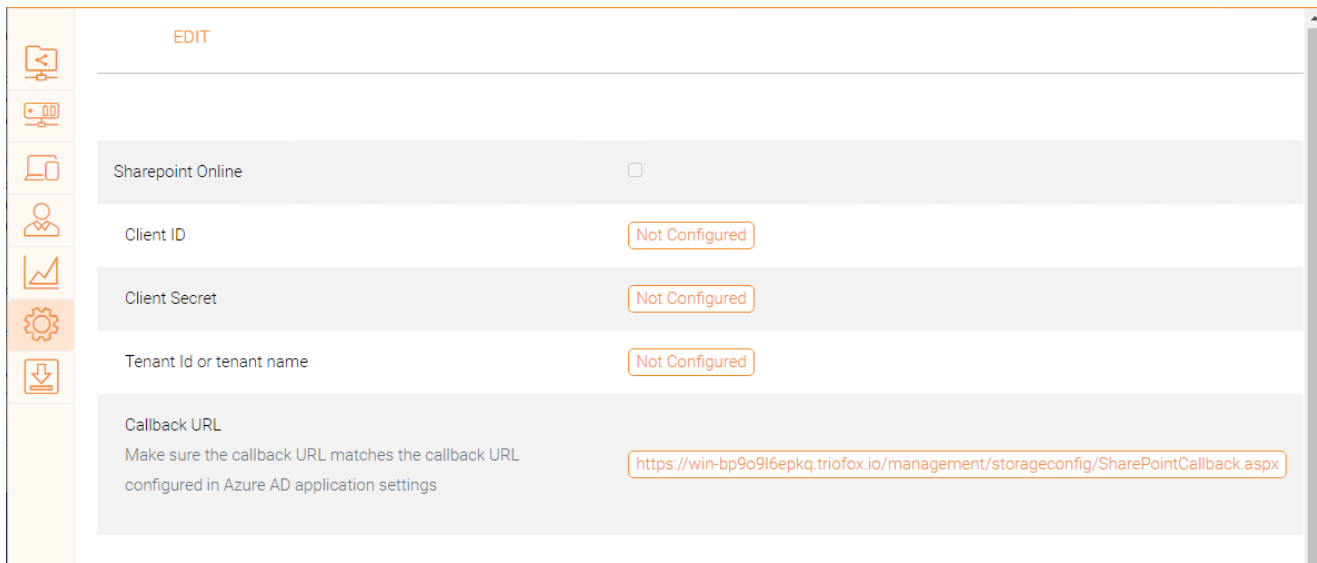 EDIT
Sharepoint Online
Client ID
Not Configured
Client Secret
Not Configured
Tenant Id or tenant name
Not Configured
Callback URL
Make sure the callback URL matches the callback URL
configured in Azure AD application settings
https://win-bp9o9l6epkq.triofox.io/management/storageconfig/SharePointCallback.aspx